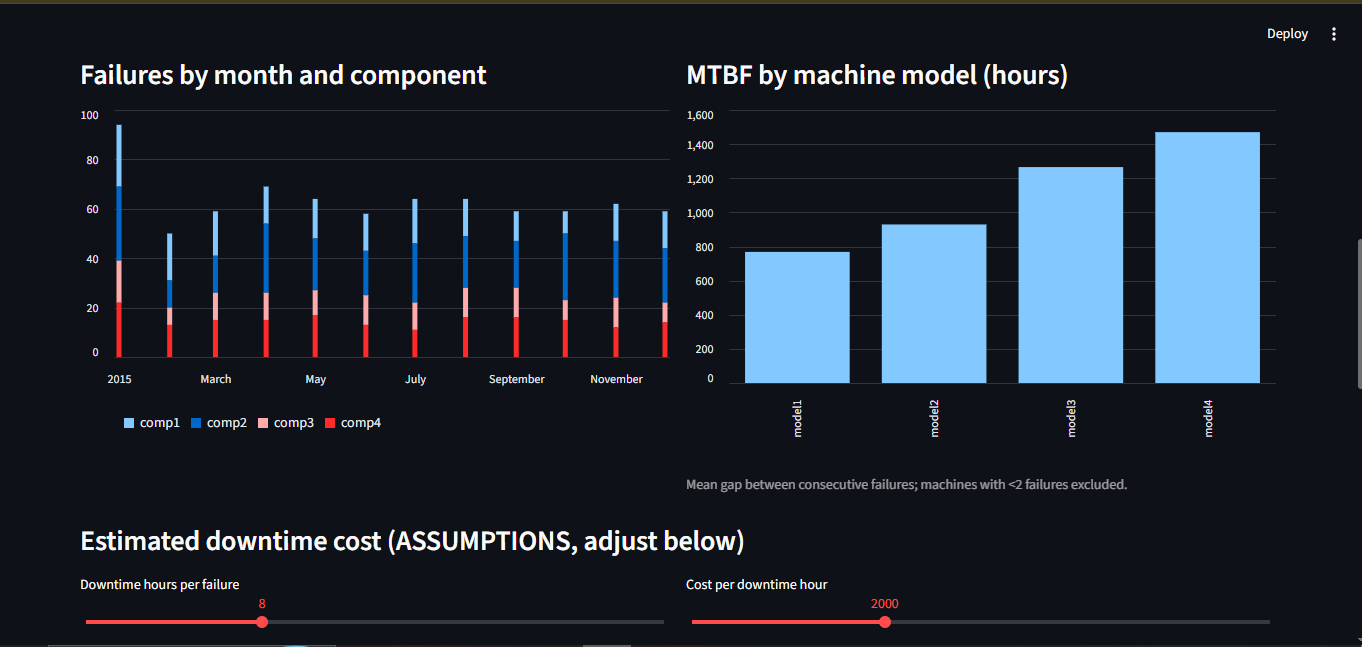 Deploy
Failures by month and component
100
80
60
40
20
0
2015 March May July September November
comp1 comp2 comp3 comp4
MTBF by machine model (hours)
1,600
1,400
1,200
1,000
800
600
400
200
0
model1 model2 model3 model4
Mean gap between consecutive failures; machines with <2 failures excluded.
Estimated downtime cost (ASSUMPTIONS, adjust below)
Downtime hours per failure
8
Cost per downtime hour
2000